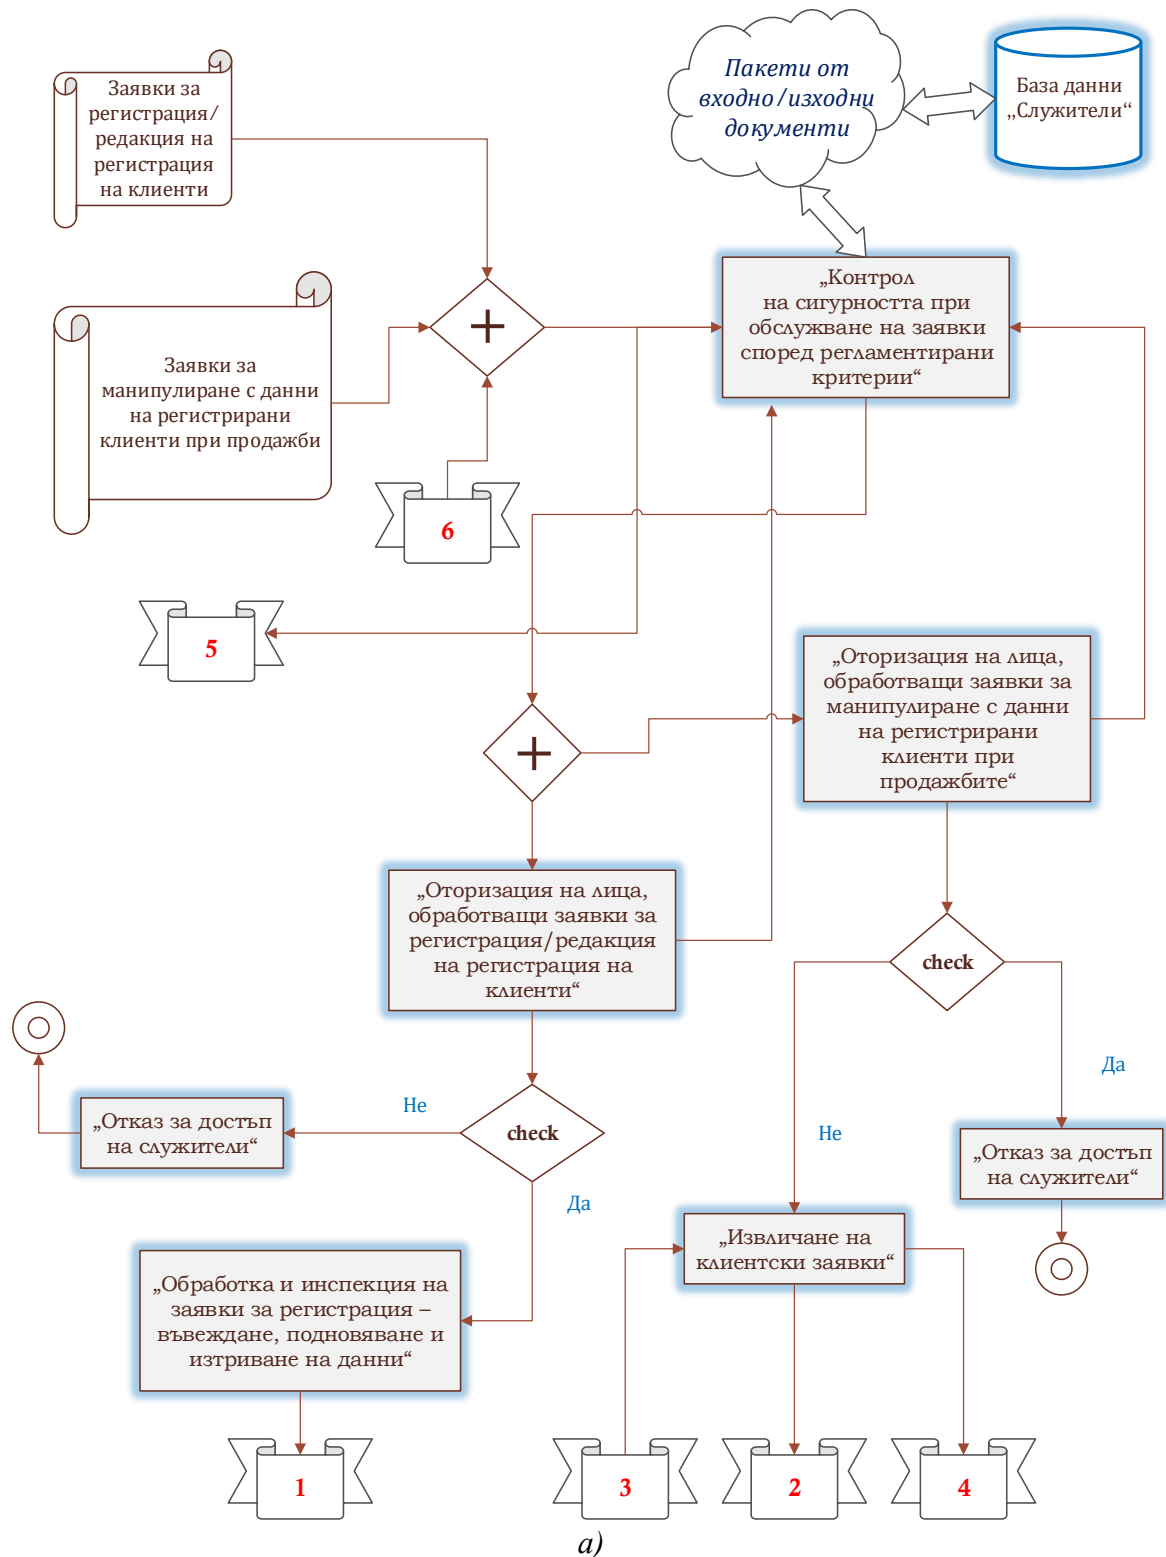 Заявки за
регистрация/
редакция на
регистрация
на клиенти
Пакети от
входно/изходни
документи
База данни
„Служители“
„Контрол
на сигурността при
обслужване на заявки
според регламентирани
критерии“
Заявки за
манипулиране с данни
на регистрирани
клиенти при продажби
6
5
„Оторизация на лица,
обработващи заявки за
манипулиране с данни
на регистрирани
клиенти при
продажбите“
„Оторизация на лица,
обработващи заявки за
регистрация/редакция
на регистрация на
клиенти“
check
Да
Не
„Отказ за достъп
на служители“
check
Не
„Отказ за достъп
на служители“
Да
„Извличане на
клиентски заявки“
„Обработка и инспекция на
заявки за регистрация –
въвеждане, подновяване и
изтриване на данни“
1
3
2
4
а)